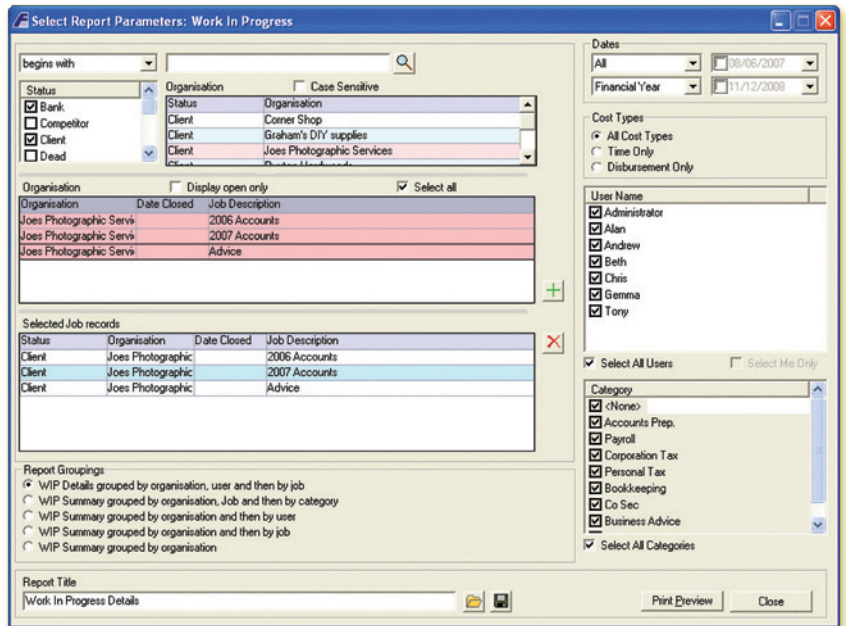 Select Report Parameters: Work In Progress
begins with
Status
Bank
Competitor
Client
Dead
Organisation Case Sensitive
Status Organisation
Client Corner Shop
Client Graham's DIY supplies
Client Joes Photographic Services
Organisation Display open only Select all
Organisation Date Closed Job Description
Joes Photographic Servi 2006 Accounts
Joes Photographic Servi 2007 Accounts
Joes Photographic Servi Advice
Selected Job records
Status Organisation Date Closed Job Description
Client Joes Photographic 2006 Accounts
Client Joes Photographic 2007 Accounts
Client Joes Photographic Advice
Report Groupings
WIP Details grouped by organisation, user and then by job
WIP Summary grouped by organisation, Job and then by category
WIP Summary grouped by organisation and then by user
WIP Summary grouped by organisation and then by job
WIP Summary grouped by organisation
Dates
All 08/06/2007
Financial Year 11/12/2008
Cost Types
All Cost Types
Time Only
Disbursement Only
User Name
Administrator
Alan
Andrew
Beth
Chris
Gemma
Tony
Select All Users Select Me Only
Category
<None>
Accounts Prep.
Payroll
Corporation Tax
Personal Tax
Bookkeeping
Co Sec
Business Advice
Select All Categories
Report Title
Work In Progress Details
Print Preview Close